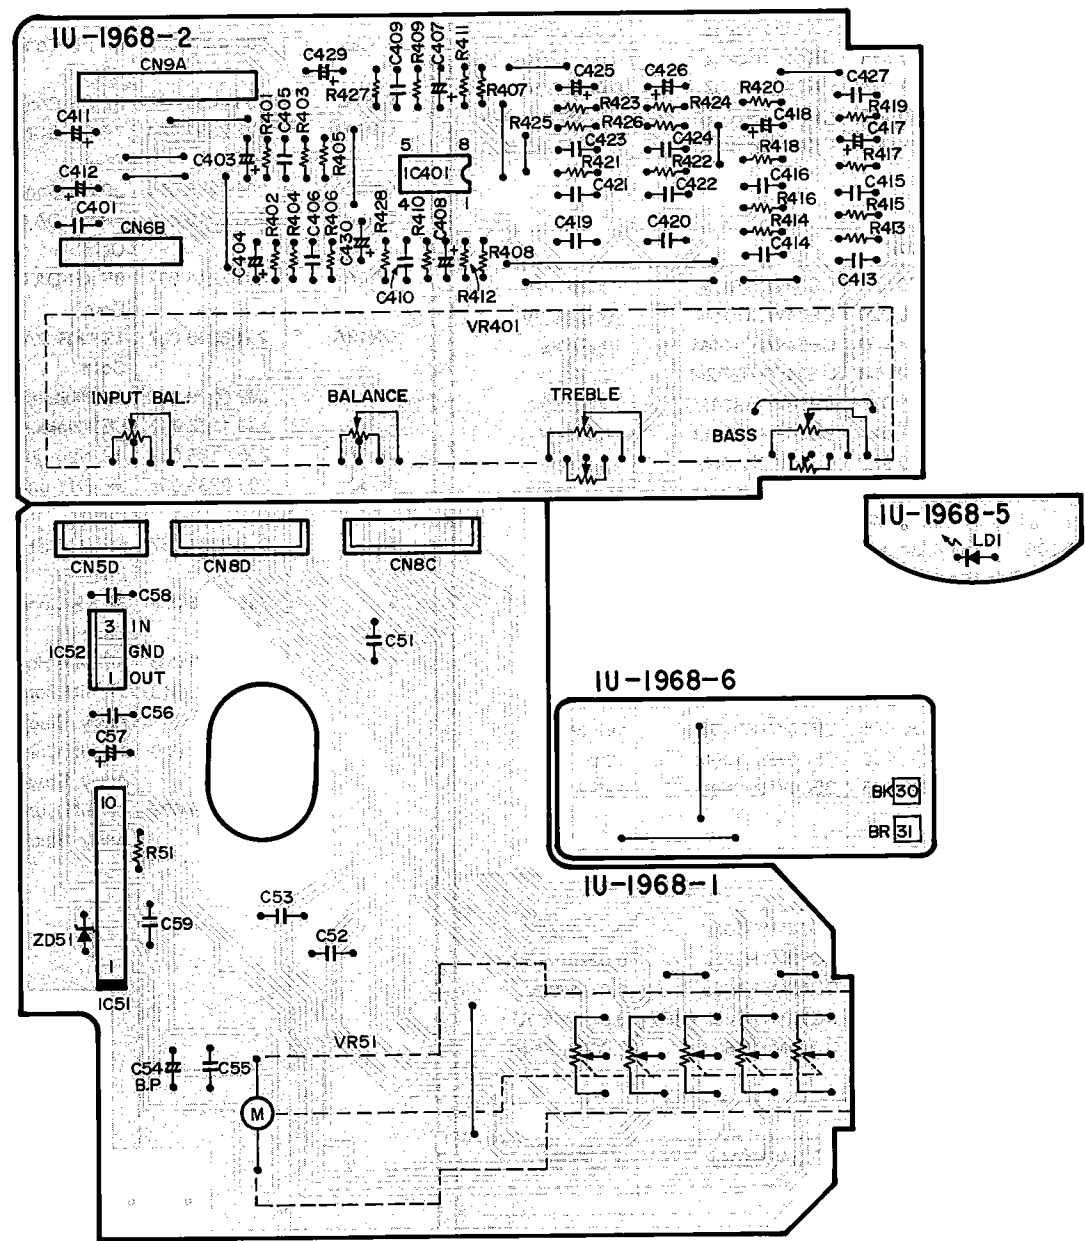 1U-1968-2
CN9A
C429
R427
C409
R409
C407
R411
R407
C425
C426
R423
R424
R425
R426
C423
C424
R421
R422
C421
C422
C419
C420
R420
C418
R418
C416
R416
R414
C414
C427
R419
C417
R417
C415
R415
R413
C413
C411
C412
C401
CN6B
C403
R401
C405
R403
R405
5
8
IC401
4
1
C404
R402
R404
C406
R406
C430
R428
R410
C408
R408
C410
R412
VR401
INPUT BAL.
BALANCE
TREBLE
BASS
CN5D
CN8D
CN8C
1U-1968-5
LD1
C58
3 IN
IC52 GND
1 OUT
C51
C56
C57
1U-1968-6
BK 30
BR 31
10
R51
1U-1968-1
C53
C59
ZD51
C52
1
IC51
VR51
C54
B.P
C55
M